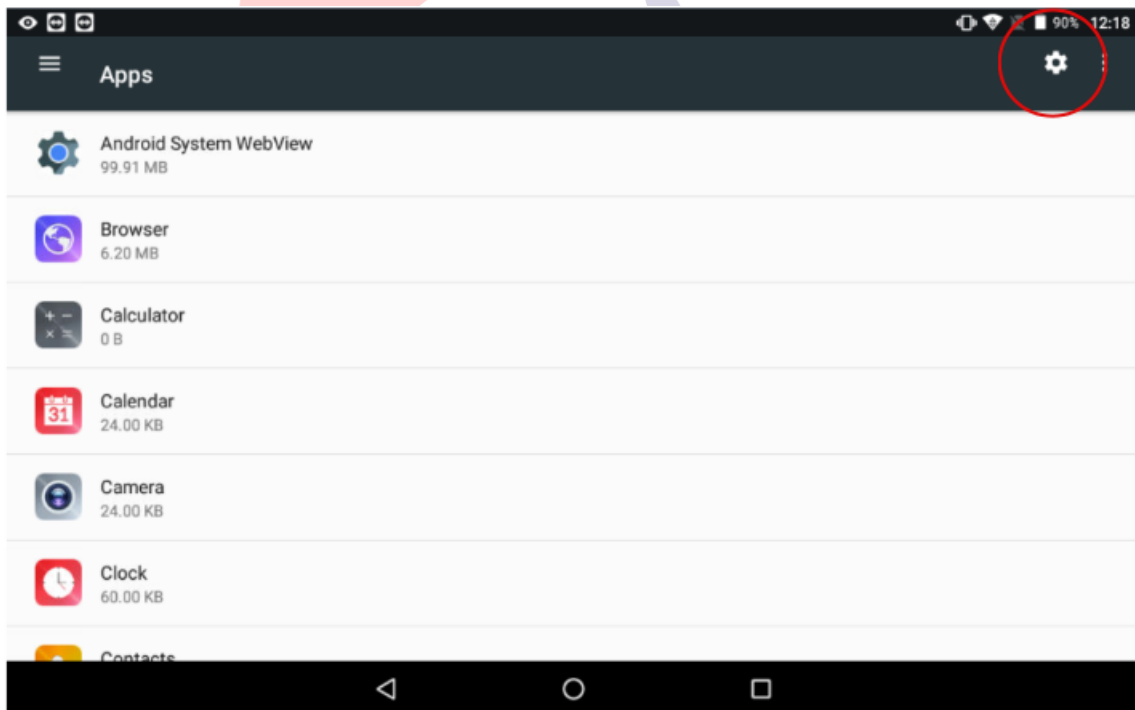 90% 12:18
Apps
Android System WebView
99.91 MB
Browser
6.20 MB
Calculator
0 B
31
Calendar
24.00 KB
Camera
24.00 KB
Clock
60.00 KB
Contacts